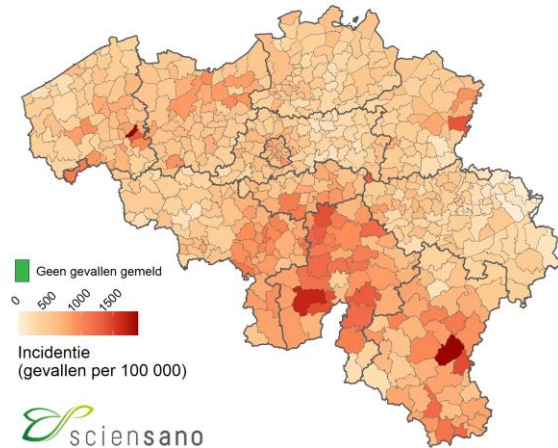 Geen gevallen gemeld
0
500
1000
1500
Incidentie
(gevallen per 100 000)
sciensano